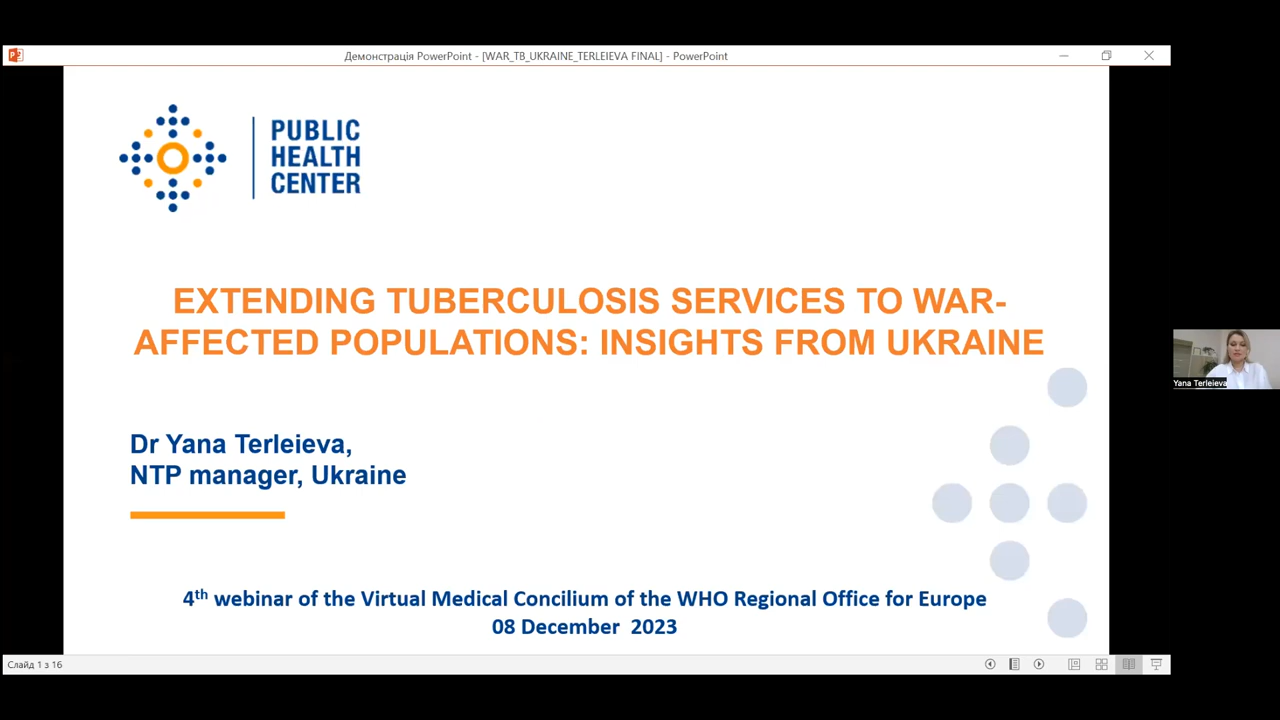 Демонстрація PowerPoint - [WAR_TB_UKRAINE_TERLEIEVA FINAL] - PowerPoint
PUBLIC
HEALTH
CENTER
EXTENDING TUBERCULOSIS SERVICES TO WAR-
AFFECTED POPULATIONS: INSIGHTS FROM UKRAINE
Dr Yana Terleieva,
NTP manager, Ukraine
Yana Terleieva
4th webinar of the Virtual Medical Concilium of the WHO Regional Office for Europe
08 December 2023
Слайд 1 з 16